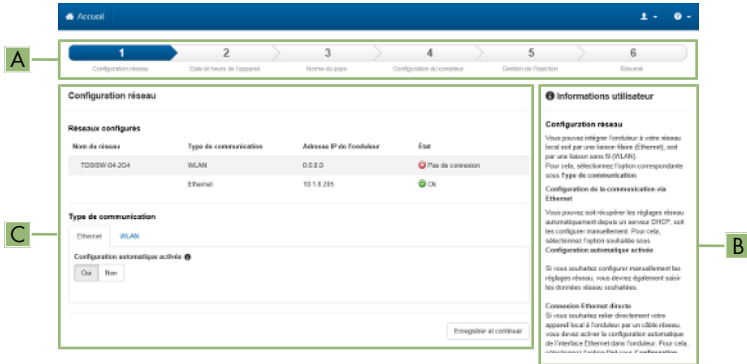 Accueil
1 2 3 4 5 6
Configuration réseau Date et heure de l'appareil Norme du pays Configuration du compteur Gestion de l'injection Résumé
A
Configuration réseau
Réseaux configurés
Nom du réseau Type de communication Adresse IP de l'onduleur État
WLAN 0.0.0.0 Pas de connexion
Ethernet 10.1.8.285 Ok
Type de communication
Ethernet WLAN
Configuration automatique activée
Oui Non
Enregistrer et continuer
C
Informations utilisateur
Configuration réseau
Vous pouvez intégrer l'onduleur à votre réseau
local soit par une liaison filaire (Ethernet), soit
par une liaison sans fil (WLAN).
Pour cela, sélectionnez l'option correspondante
sous Type de communication.
Configuration de la communication via
Ethernet
Vous pouvez soit récupérer les réglages réseau
automatiquement depuis un serveur DHCP, soit
les configurer manuellement. Pour cela,
sélectionnez l'option souhaitée sous
Configuration automatique activée.
Si vous souhaitez configurer manuellement les
réglages réseau, vous devrez également saisir
les données réseau souhaitées.
Connexion Ethernet directe
Si vous souhaitez relier directement votre
appareil local à l'onduleur par un câble réseau,
vous devez activer la configuration automatique
de l'interface Ethernet dans l'onduleur. Pour cela,
sélectionnez l'option Oui sous Configuration
B